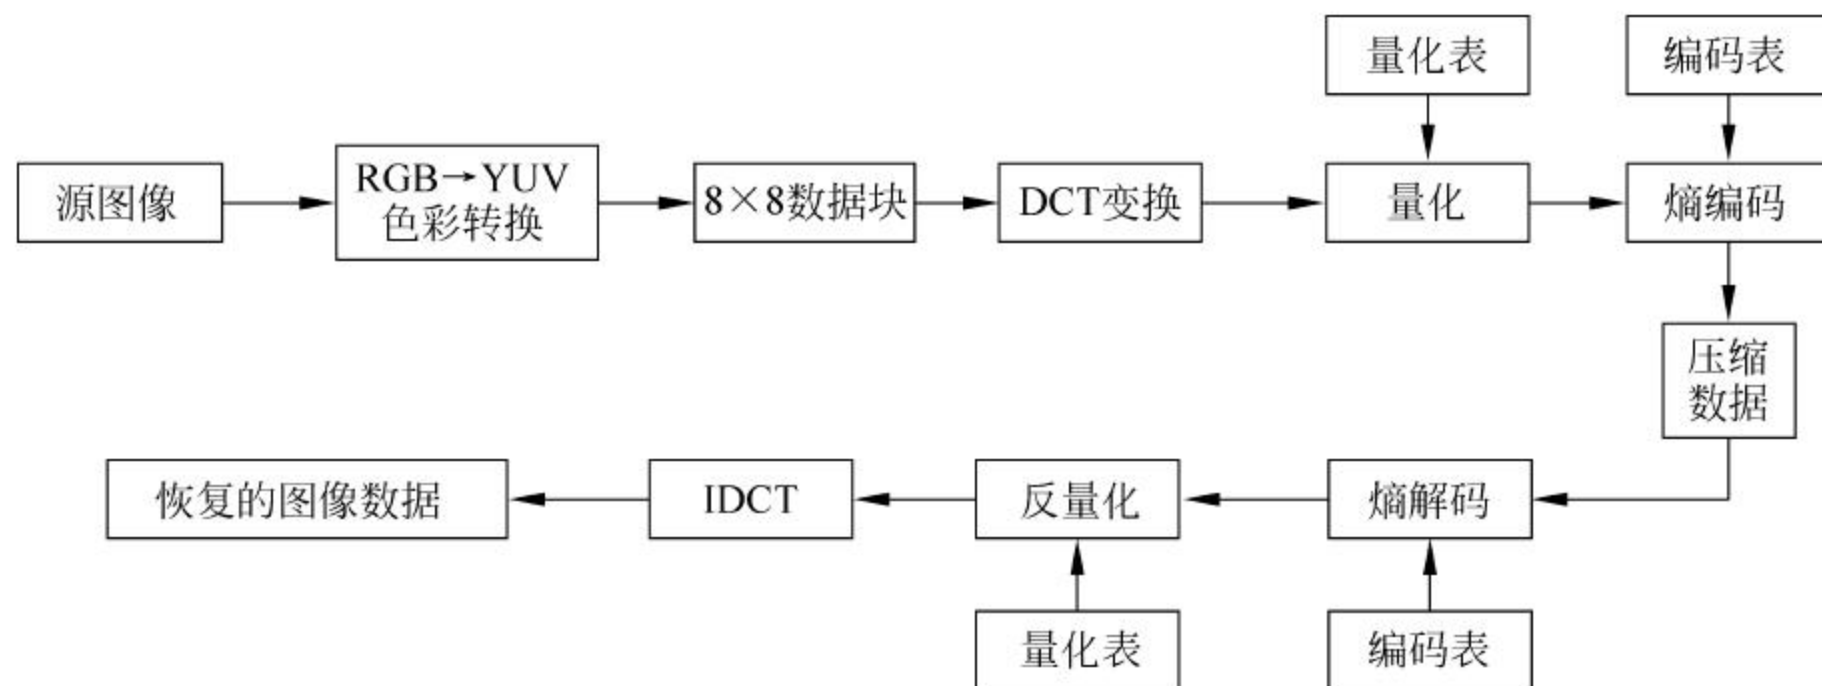 量化表
编码表
源图像
RGB→YUV
色彩转换
8×8数据块
DCT变换
量化
熵编码
压缩
数据
恢复的图像数据
IDCT
反量化
熵解码
量化表
编码表